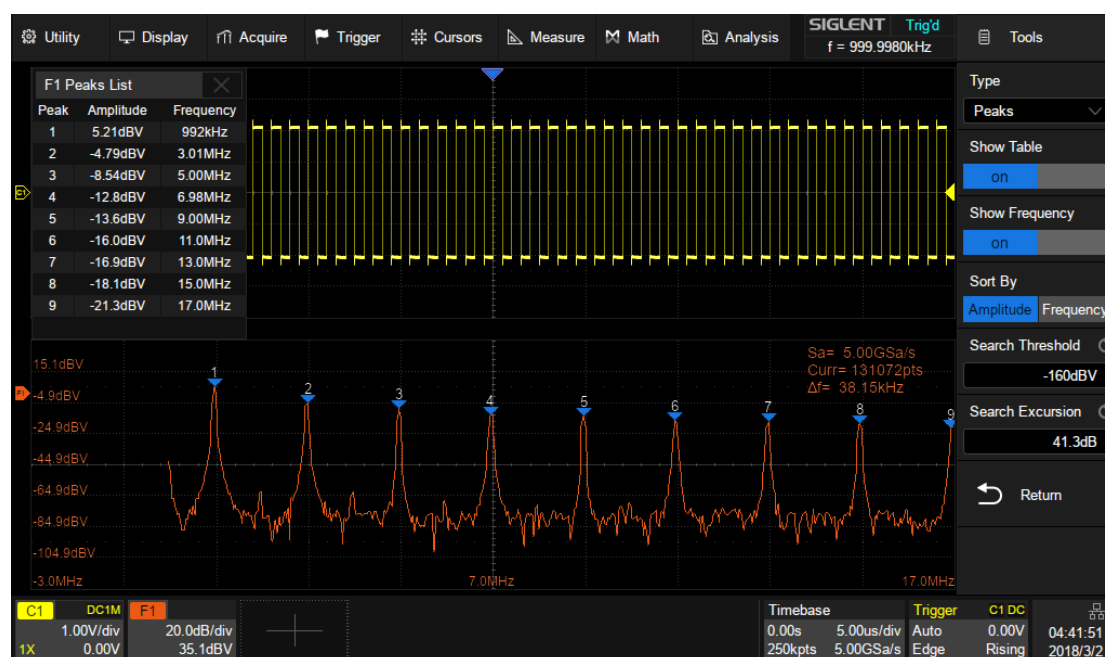 Utility Display Acquire Trigger Cursors Measure Math Analysis
SIGLENT Trig'd
f = 999.9980kHz
Tools
F1 Peaks List
Peak Amplitude Frequency
1 5.21dBV 992kHz
2 -4.79dBV 3.01MHz
3 -8.54dBV 5.00MHz
4 -12.8dBV 6.98MHz
5 -13.6dBV 9.00MHz
6 -16.0dBV 11.0MHz
7 -16.9dBV 13.0MHz
8 -18.1dBV 15.0MHz
9 -21.3dBV 17.0MHz
C1
Type
Peaks
Show Table
on
Show Frequency
on
Sort By
Amplitude Frequency
Search Threshold
-160dBV
Search Excursion
41.3dB
Return
Sa= 5.00GSa/s
Curr= 131072pts
Δf= 38.15kHz
15.1dBV
F1
-4.9dBV
-24.9dBV
-44.9dBV
-64.9dBV
-84.9dBV
-104.9dBV
1 2 3 4 5 6 7 8 9
-3.0MHz 7.0MHz 17.0MHz
C1 DC1M
1.00V/div
1X 0.00V
F1
20.0dB/div
35.1dBV
Timebase
0.00s 5.00us/div
250kpts 5.00GSa/s
Trigger C1 DC
Auto 0.00V
Edge Rising
04:41:51
2018/3/2